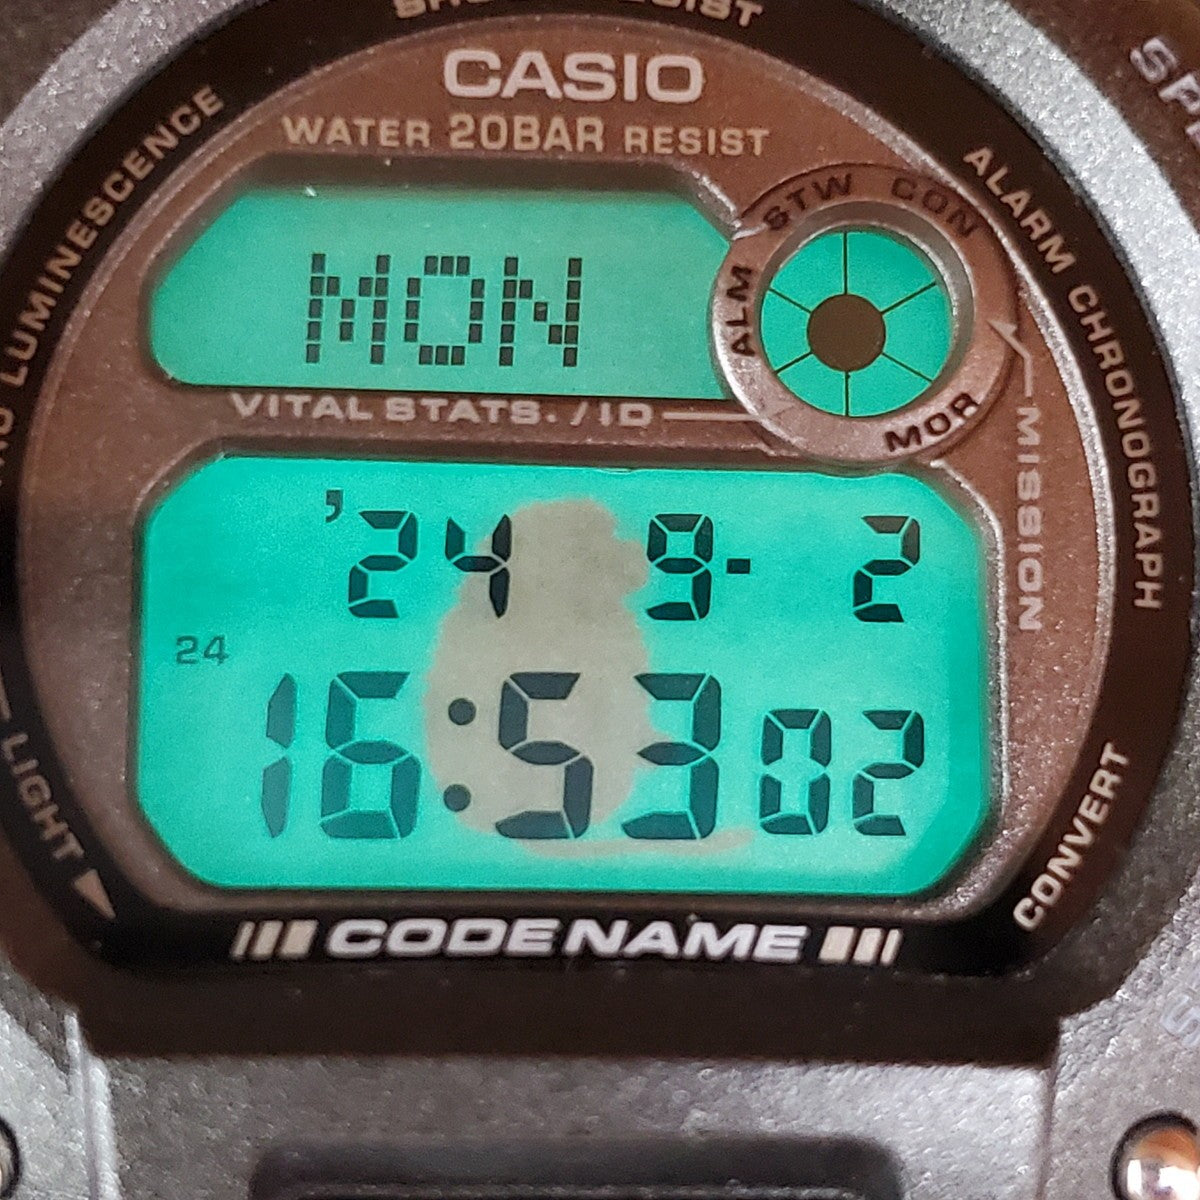 CASIO
WATER 20BAR RESIST
LUMINESCENCE
ALARM CHRONOGRAPH
STW CON
ALM
MOR
MON
VITAL STATS. / ID
MISSION
'24 9- 2
24
16:53 02
LIGHT
CONVERT
CODE NAME